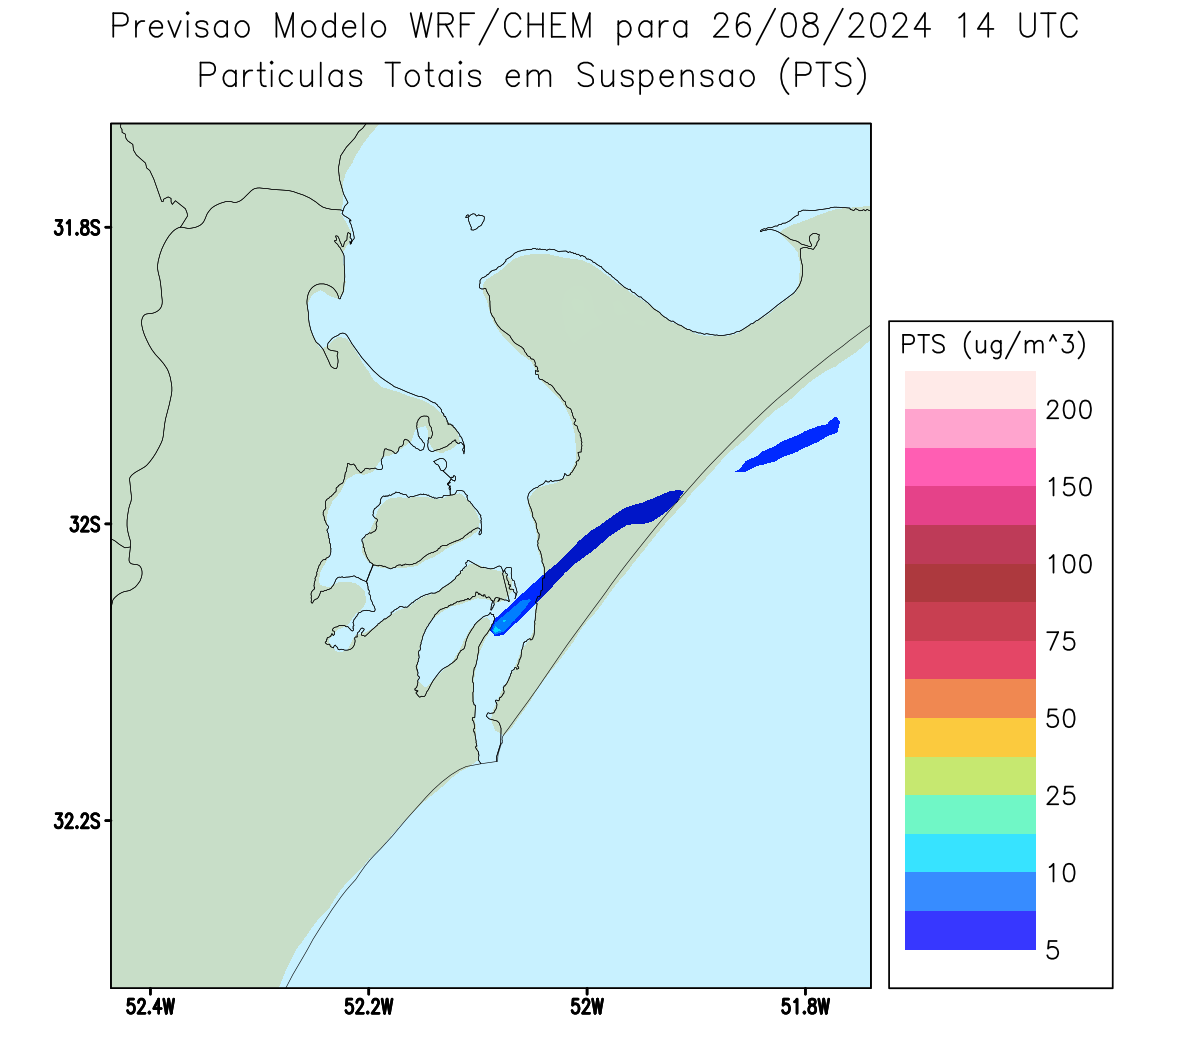 Previsao Modelo WRF/CHEM para 26/08/2024 14 UTC
Particulas Totais em Suspensao (PTS)
31.8S
32S
32.2S
52.4W
52.2W
52W
51.8W
PTS (ug/m^3)
200
150
100
75
50
25
10
5